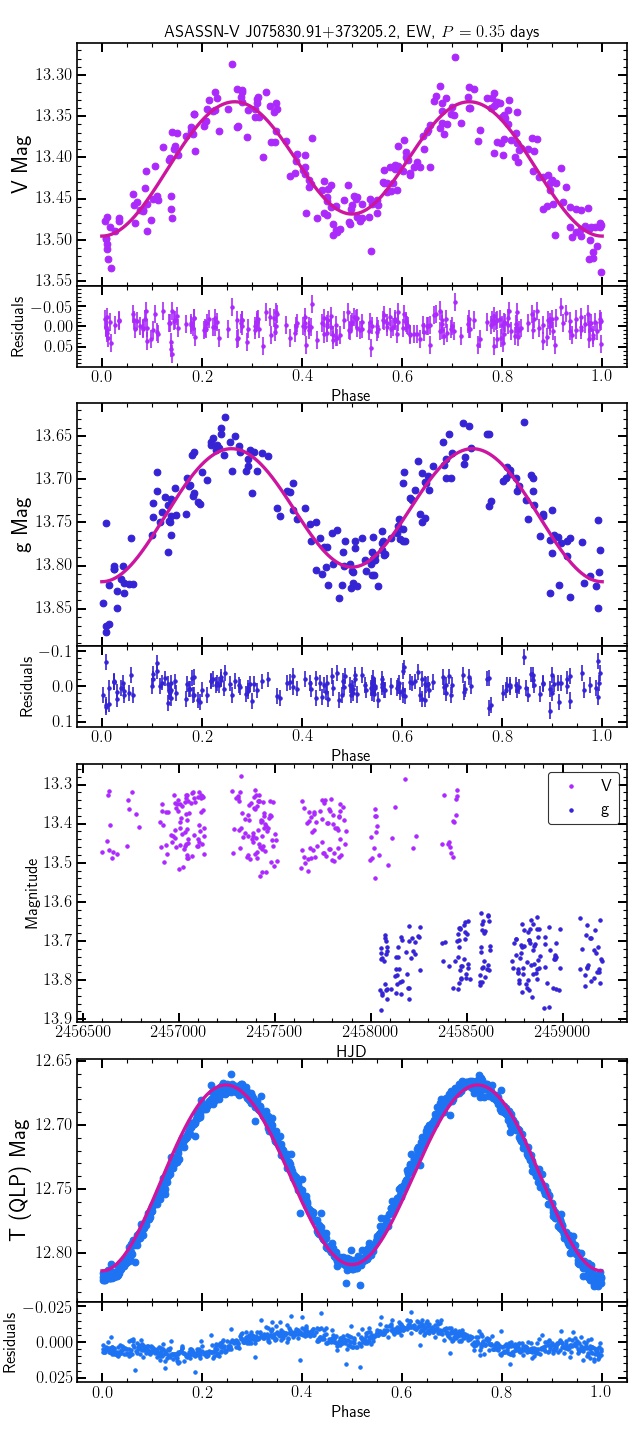 ASASSN-V J075830.91+373205.2, EW, P = 0.35 days
V Mag
13.30
13.35
13.40
13.45
13.50
13.55
Residuals
−0.05
0.00
0.05
0.0 0.2 0.4 0.6 0.8 1.0
Phase
g Mag
13.65
13.70
13.75
13.80
13.85
Residuals
−0.1
0.0
0.1
0.0 0.2 0.4 0.6 0.8 1.0
Phase
Magnitude
13.3
13.4
13.5
13.6
13.7
13.8
13.9
V
g
2456500 2457000 2457500 2458000 2458500 2459000
HJD
T (QLP) Mag
12.65
12.70
12.75
12.80
Residuals
−0.025
0.000
0.025
0.0 0.2 0.4 0.6 0.8 1.0
Phase